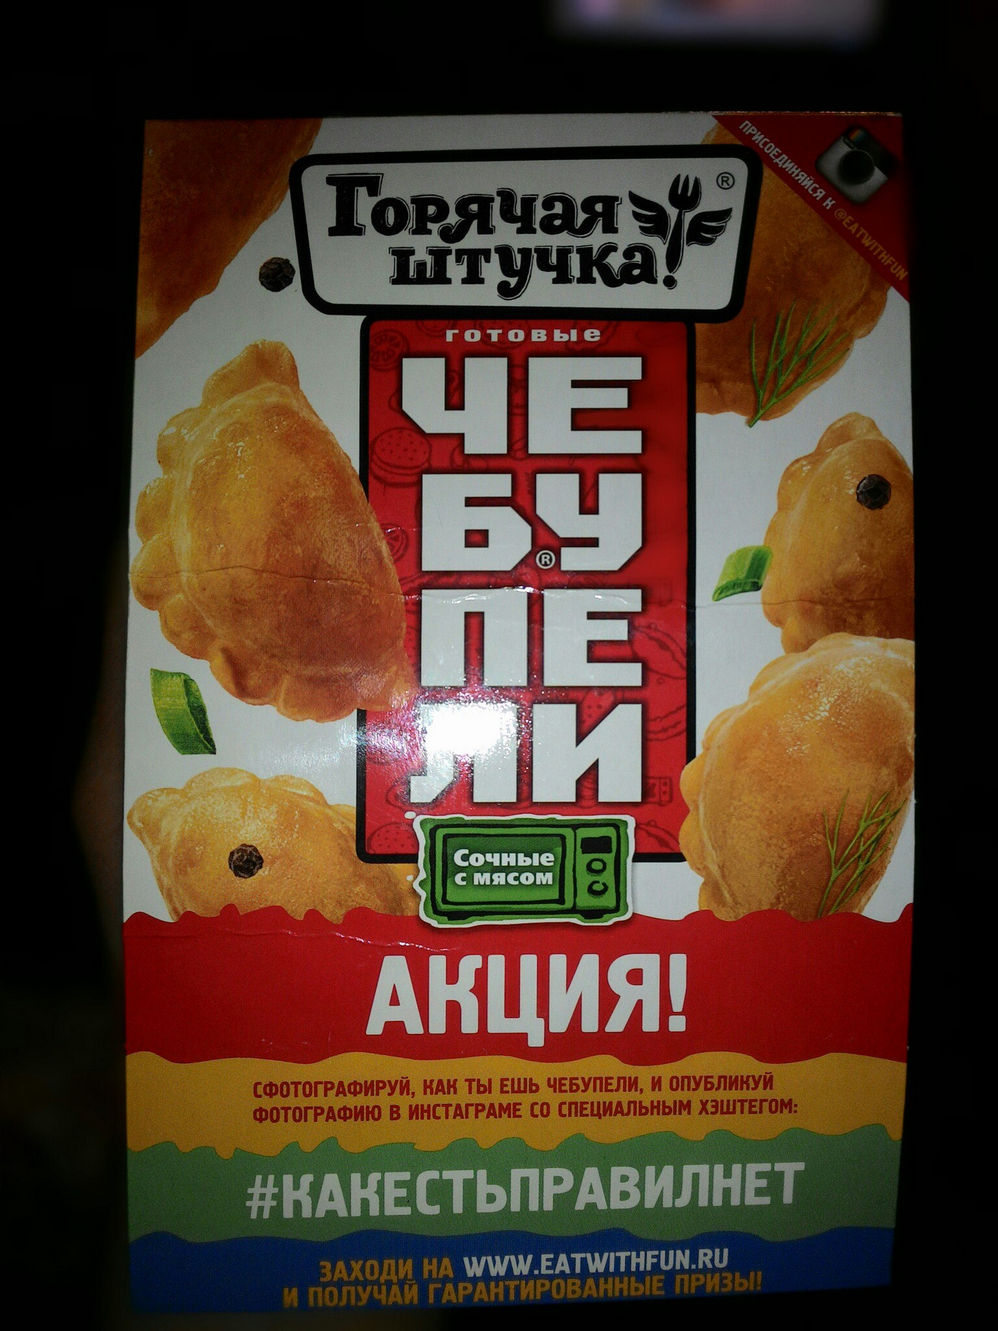 ПРИСОЕДИНЯЙСЯ К @EATWITHFUN
ГОРЯЧАЯ ®
ШТУЧКА!
ГОТОВЫЕ
ЧЕ
БУ ®
ПЕ
ЛИ
Сочные
с мясом
АКЦИЯ!
СФОТОГРАФИРУЙ, КАК ТЫ ЕШЬ ЧЕБУПЕЛИ, И ОПУБЛИКУЙ
ФОТОГРАФИЮ В ИНСТАГРАМЕ СО СПЕЦИАЛЬНЫМ ХЭШТЕГОМ:
#КАКЕСТЬПРАВИЛНЕТ
ЗАХОДИ НА WWW.EATWITHFUN.RU
И ПОЛУЧАЙ ГАРАНТИРОВАННЫЕ ПРИЗЫ!